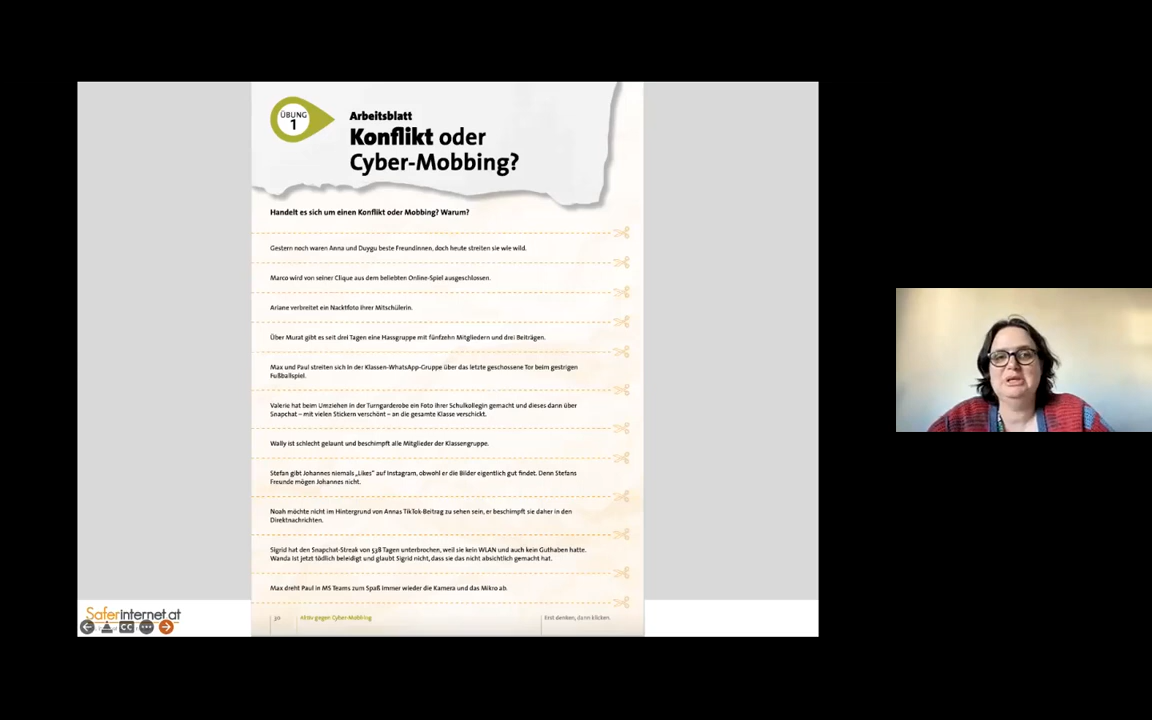 ÜBUNG
1
Arbeitsblatt
Konflikt oder
Cyber-Mobbing?
Handelt es sich um einen Konflikt oder Mobbing? Warum?
Gestern noch waren Anna und Duygu beste Freundinnen, doch heute streiten sie wie wild.
Marco wird von seiner Clique aus dem beliebten Online-Spiel ausgeschlossen.
Ariane verbreitet ein Nacktfoto ihrer Mitschülerin.
Über Murat gibt es seit drei Tagen eine Hassgruppe mit fünfzehn Mitgliedern und drei Beiträgen.
Max und Paul streiten sich in der Klassen-WhatsApp-Gruppe über das letzte geschossene Tor beim gestrigen
Fußballspiel.
Valerie hat beim Umziehen in der Turngarderobe ein Foto ihrer Schulkollegin gemacht und dieses dann über
Snapchat – mit vielen Stickern verschönt – an die gesamte Klasse verschickt.
Wally ist schlecht gelaunt und beschimpft alle Mitglieder der Klassengruppe.
Stefan gibt Johannes niemals „Likes“ auf Instagram, obwohl er die Bilder eigentlich gut findet. Denn Stefans
Freunde mögen Johannes nicht.
Noah möchte nicht im Hintergrund von Annas TikTok-Beitrag zu sehen sein, er beschimpft sie daher in den
Direktnachrichten.
Sigrid hat den Snapchat-Streak von 538 Tagen unterbrochen, weil sie kein WLAN und auch kein Guthaben hatte.
Wanda ist jetzt tödlich beleidigt und glaubt Sigrid nicht, dass sie das nicht absichtlich gemacht hat.
Max dreht Paul in MS Teams zum Spaß immer wieder die Kamera und das Mikro ab.
30 Aktiv gegen Cyber-Mobbing Erst denken, dann klicken.
Saferinternet.at
CC